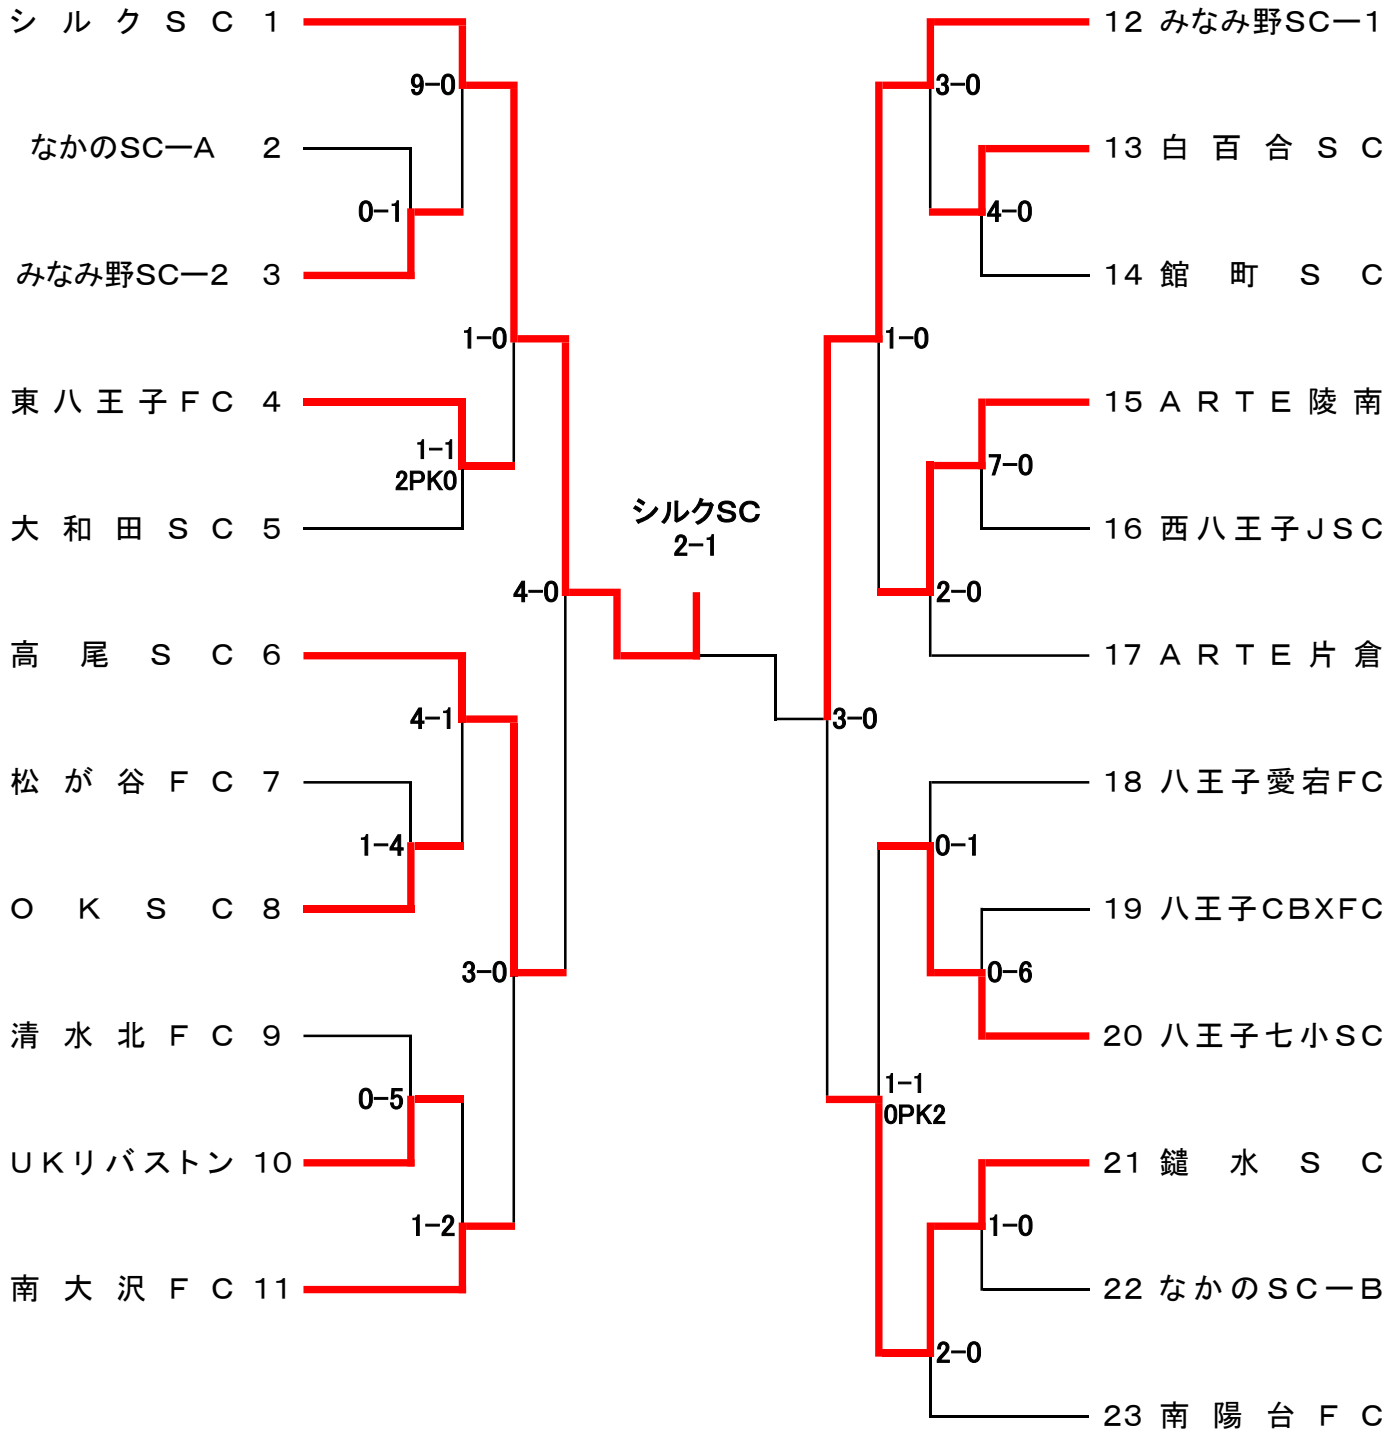 シルクSC 1
9-0
なかのSCーA 2
0-1
みなみ野SCー2 3
1-0
東八王子FC 4
1-1
2PK0
大和田SC 5
4-0
高尾SC 6
4-1
松が谷FC 7
1-4
OKSC 8
3-0
清水北FC 9
0-5
UKリバストン 10
1-2
南大沢FC 11
シルクSC
2-1
12 みなみ野SCー1
3-0
13 白百合SC
4-0
14 館町SC
1-0
15 ARTE陵南
7-0
16 西八王子JSC
2-0
17 ARTE片倉
3-0
18 八王子愛宕FC
0-1
19 八王子CBXFC
0-6
20 八王子七小SC
1-1
0PK2
21 鑓水SC
1-0
22 なかのSCーB
2-0
23 南陽台FC